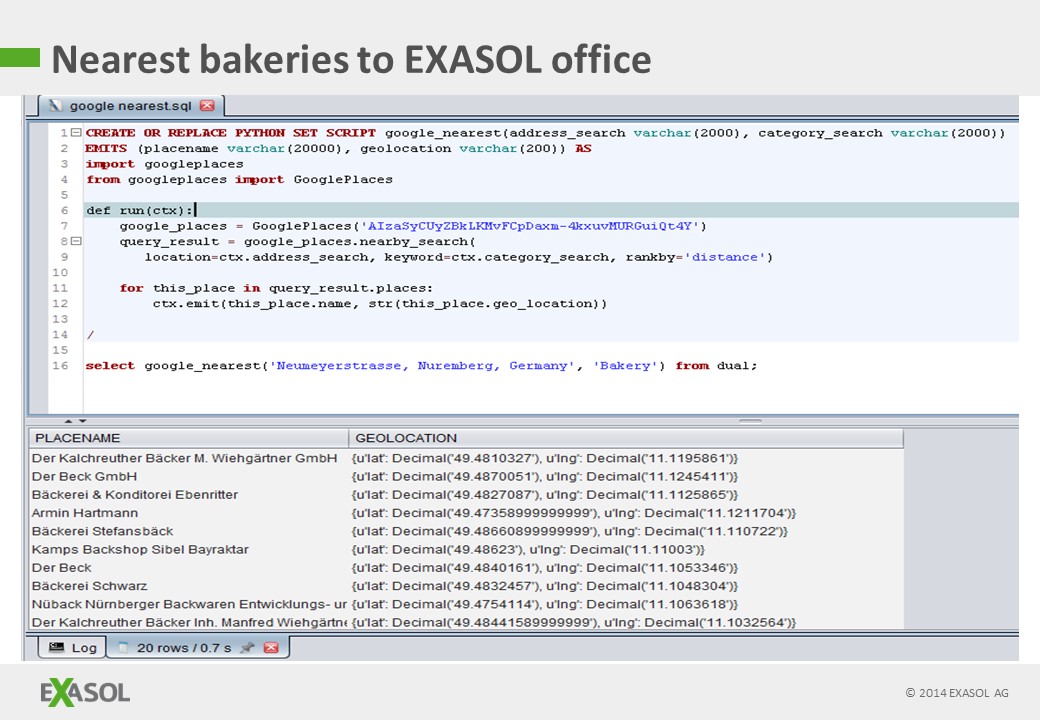 Nearest bakeries to EXASOL office
google nearest.sql
1 CREATE OR REPLACE PYTHON SET SCRIPT google_nearest(address_search varchar(2000), category_search varchar(2000))
2 EMITS (placename varchar(20000), geolocation varchar(200)) AS
3 import googleplaces
4 from googleplaces import GooglePlaces
5
6 def run(ctx):
7 google_places = GooglePlaces('AIzaSyCUyZBkLKMvFCpDaxm-4kxuvMURGuiQt4Y')
8 query_result = google_places.nearby_search(
9 location=ctx.address_search, keyword=ctx.category_search, rankby='distance')
10
11 for this_place in query_result.places:
12 ctx.emit(this_place.name, str(this_place.geo_location))
13
14 /
15
16 select google_nearest('Neumeyerstrasse, Nuremberg, Germany', 'Bakery') from dual;
PLACENAME GEOLOCATION
Der Kalchreuther Bäcker M. Wiehgärtner GmbH {u'lat': Decimal('49.4810327'), u'lng': Decimal('11.1195861')}
Der Beck GmbH {u'lat': Decimal('49.4870051'), u'lng': Decimal('11.1245411')}
Bäckerei & Konditorei Ebenritter {u'lat': Decimal('49.4827087'), u'lng': Decimal('11.1125865')}
Armin Hartmann {u'lat': Decimal('49.47358999999999'), u'lng': Decimal('11.1211704')}
Bäckerei Stefansbäck {u'lat': Decimal('49.48660899999999'), u'lng': Decimal('11.110722')}
Kamps Backshop Sibel Bayraktar {u'lat': Decimal('49.48623'), u'lng': Decimal('11.11003')}
Der Beck {u'lat': Decimal('49.4840161'), u'lng': Decimal('11.1053346')}
Bäckerei Schwarz {u'lat': Decimal('49.4832457'), u'lng': Decimal('11.1048304')}
Nüback Nürnberger Backwaren Entwicklungs- ur {u'lat': Decimal('49.4754114'), u'lng': Decimal('11.1063618')}
Der Kalchreuther Bäcker Inh. Manfred Wiehgärtne {u'lat': Decimal('49.48441589999999'), u'lng': Decimal('11.1032564')}
Log 20 rows / 0.7 s
EXASOL
© 2014 EXASOL AG